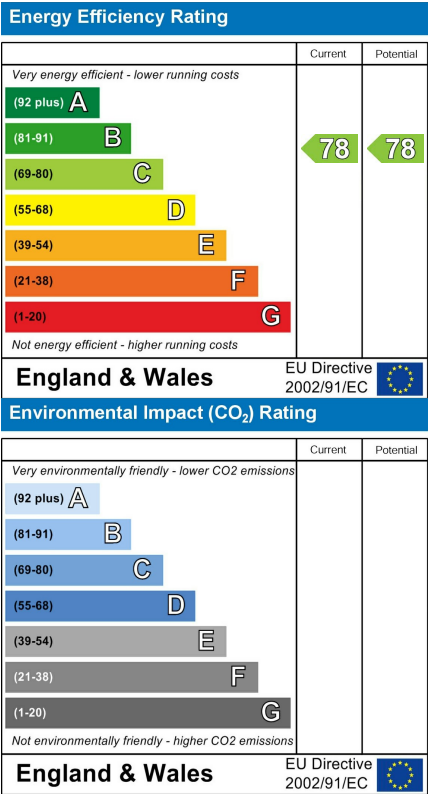 Energy Efficiency Rating
Current Potential
Very energy efficient - lower running costs
(92 plus) A
(81-91) B
78 78
(69-80) C
(55-68) D
(39-54) E
(21-38) F
(1-20) G
Not energy efficient - higher running costs
England & Wales
EU Directive
2002/91/EC
Environmental Impact (CO₂) Rating
Current Potential
Very environmentally friendly - lower CO2 emissions
(92 plus) A
(81-91) B
(69-80) C
(55-68) D
(39-54) E
(21-38) F
(1-20) G
Not environmentally friendly - higher CO2 emissions
England & Wales
EU Directive
2002/91/EC